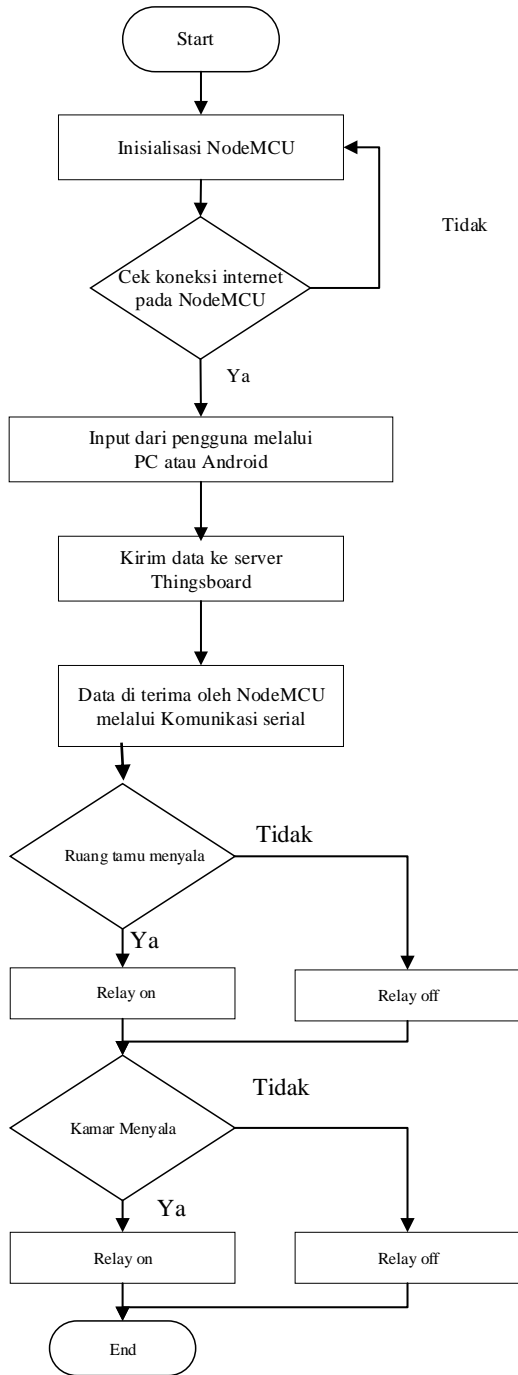 Start
Inisialisasi NodeMCU
Tidak
Cek koneksi internet
pada NodeMCU
Ya
Input dari pengguna melalui
PC atau Android
Kirim data ke server
Thingsboard
Data di terima oleh NodeMCU
melalui Komunikasi serial
Tidak
Ruang tamu menyala
Ya
Relay on
Relay off
Tidak
Kamar Menyala
Ya
Relay on
Relay off
End